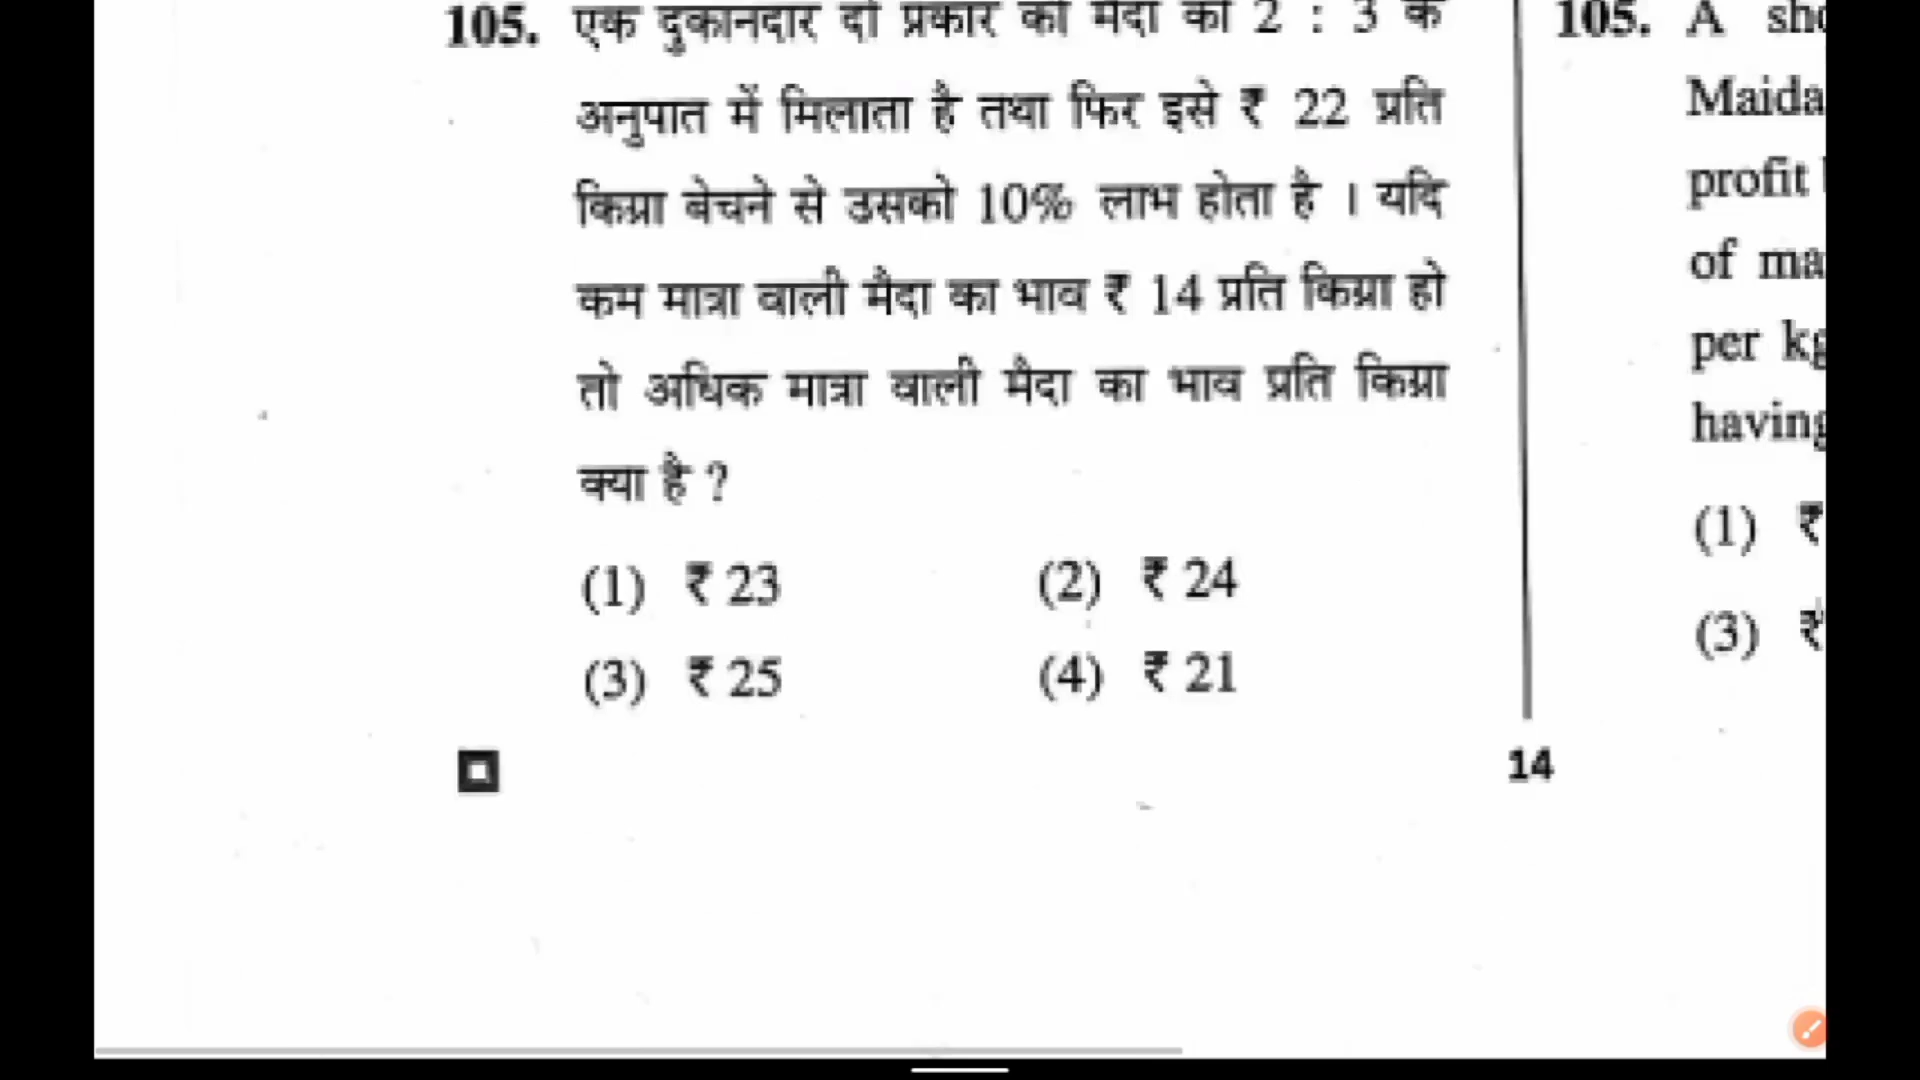 105. एक दुकानदार दो प्रकार की मैदा को 2 : 3 के
अनुपात में मिलाता है तथा फिर इसे ₹ 22 प्रति
किग्रा बेचने से उसको 10% लाभ होता है । यदि
कम मात्रा वाली मैदा का भाव ₹ 14 प्रति किग्रा हो
तो अधिक मात्रा वाली मैदा का भाव प्रति किग्रा
क्या है ?
(1) ₹ 23 (2) ₹ 24
(3) ₹ 25 (4) ₹ 21
14
105. A sho
Maida
profit
of ma
per kg
having
(1) ₹
(3) ₹